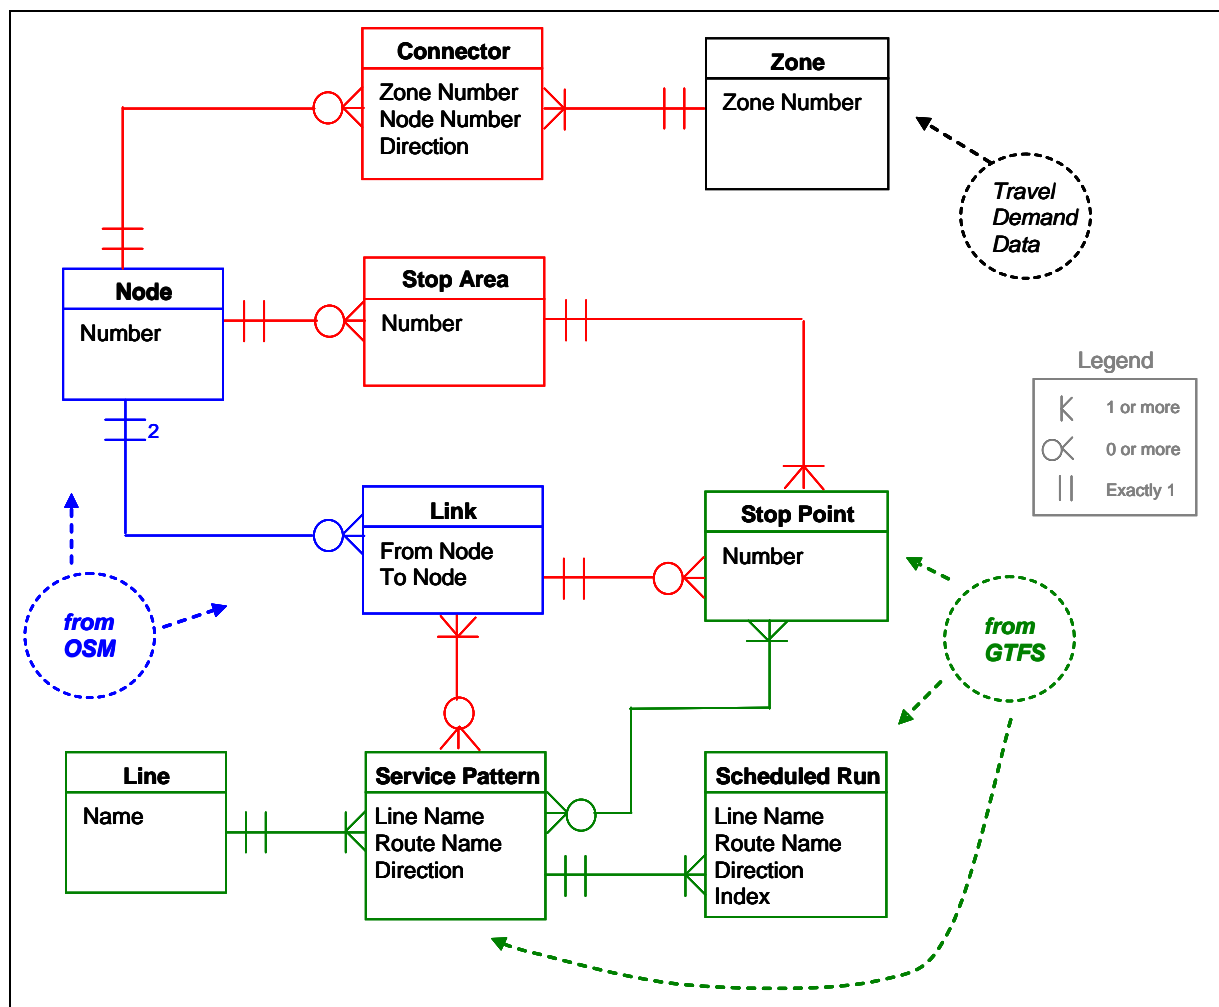 Connector
Zone Number
Node Number
Direction
Zone
Zone Number
Travel
Demand
Data
Node
Number
Stop Area
Number
Legend
1 or more
0 or more
Exactly 1
2
Link
From Node
To Node
Stop Point
Number
from
OSM
from
GTFS
Line
Name
Service Pattern
Line Name
Route Name
Direction
Scheduled Run
Line Name
Route Name
Direction
Index